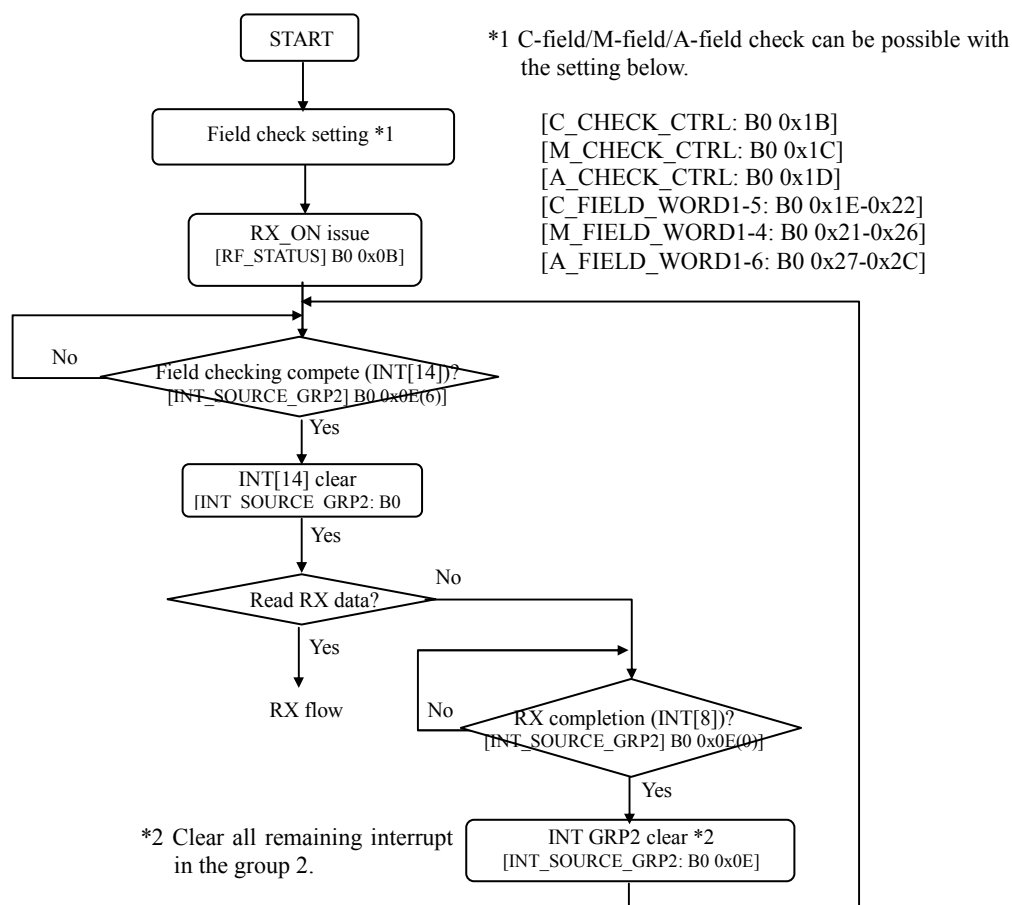 START
*1 C-field/M-field/A-field check can be possible with
the setting below.
[C_CHECK_CTRL: B0 0x1B]
[M_CHECK_CTRL: B0 0x1C]
[A_CHECK_CTRL: B0 0x1D]
[C_FIELD_WORD1-5: B0 0x1E-0x22]
[M_FIELD_WORD1-4: B0 0x21-0x26]
[A_FIELD_WORD1-6: B0 0x27-0x2C]
Field check setting *1
RX_ON issue
[RF_STATUS] B0 0x0B]
No
Field checking compete (INT[14])?
[INT_SOURCE_GRP2] B0 0x0E(6)]
Yes
INT[14] clear
[INT_SOURCE_GRP2: B0
Yes
Read RX data?
No
Yes
RX flow
No
RX completion (INT[8])?
[INT_SOURCE_GRP2] B0 0x0E(0)]
Yes
*2 Clear all remaining interrupt
in the group 2.
INT GRP2 clear *2
[INT_SOURCE_GRP2: B0 0x0E]